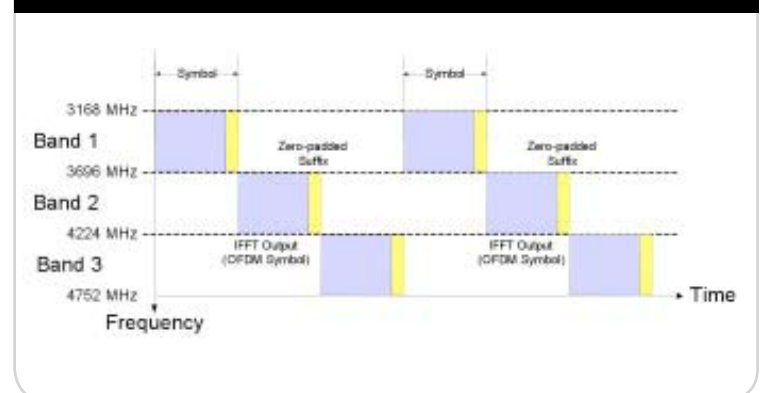 Symbol Symbol
3168 MHz
Band 1
Zero-padded
Suffix
Zero-padded
Suffix
3696 MHz
Band 2
4224 MHz
IFFT Output
(OFDM Symbol)
IFFT Output
(OFDM Symbol)
Band 3
4752 MHz
Time
Frequency